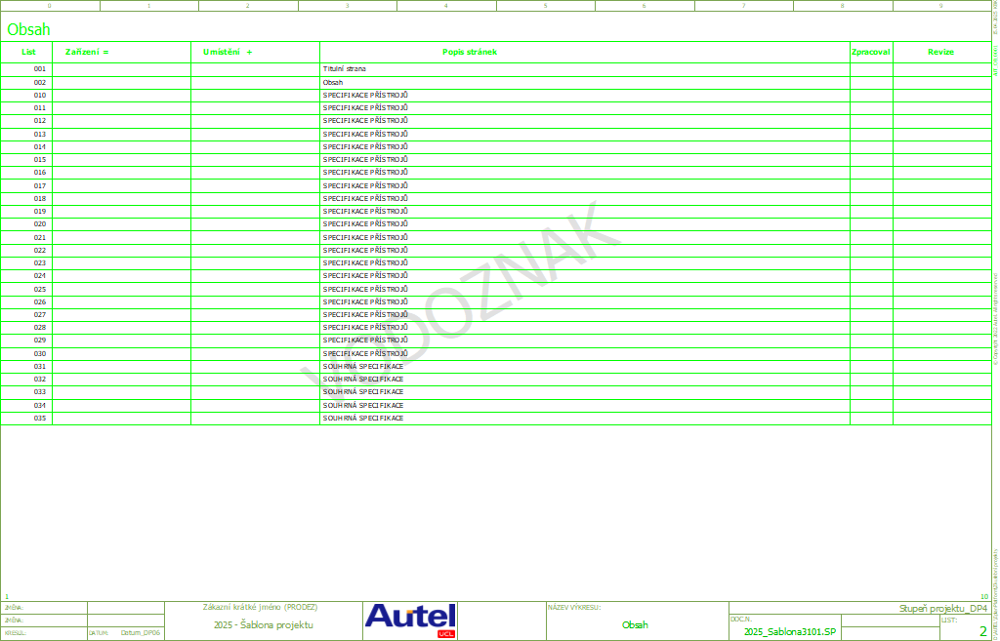 0 1 2 3 4 5 6 7 8 9
Obsah
List Zařízení = Umístění + Popis stránek Zpracoval Revize
001 Titulní strana
002 Obsah
010 SPECIFIKACE PŘÍSTROJŮ
011 SPECIFIKACE PŘÍSTROJŮ
012 SPECIFIKACE PŘÍSTROJŮ
013 SPECIFIKACE PŘÍSTROJŮ
014 SPECIFIKACE PŘÍSTROJŮ
015 SPECIFIKACE PŘÍSTROJŮ
016 SPECIFIKACE PŘÍSTROJŮ
017 SPECIFIKACE PŘÍSTROJŮ
018 SPECIFIKACE PŘÍSTROJŮ
019 SPECIFIKACE PŘÍSTROJŮ
020 SPECIFIKACE PŘÍSTROJŮ
021 SPECIFIKACE PŘÍSTROJŮ
022 SPECIFIKACE PŘÍSTROJŮ
023 SPECIFIKACE PŘÍSTROJŮ
024 SPECIFIKACE PŘÍSTROJŮ
025 SPECIFIKACE PŘÍSTROJŮ
026 SPECIFIKACE PŘÍSTROJŮ
027 SPECIFIKACE PŘÍSTROJŮ
028 SPECIFIKACE PŘÍSTROJŮ
029 SPECIFIKACE PŘÍSTROJŮ
030 SPECIFIKACE PŘÍSTROJŮ
031 SOUHRNÁ SPECIFIKACE
032 SOUHRNÁ SPECIFIKACE
033 SOUHRNÁ SPECIFIKACE
034 SOUHRNÁ SPECIFIKACE
035 SOUHRNÁ SPECIFIKACE
VODOZNAK
1 10
ZMĚNA:
ZMĚNA:
KRESLIL: DATUM: Datum_DP06
Zákazní krátké jméno (PRODEZ)
2025 - Šablona projektu
Autel
UCL
NÁZEV VÝKRESU:
Obsah
Stupeň projektu_DP4
DOC.N.
2025_Sablona3101.SP
LIST:
2